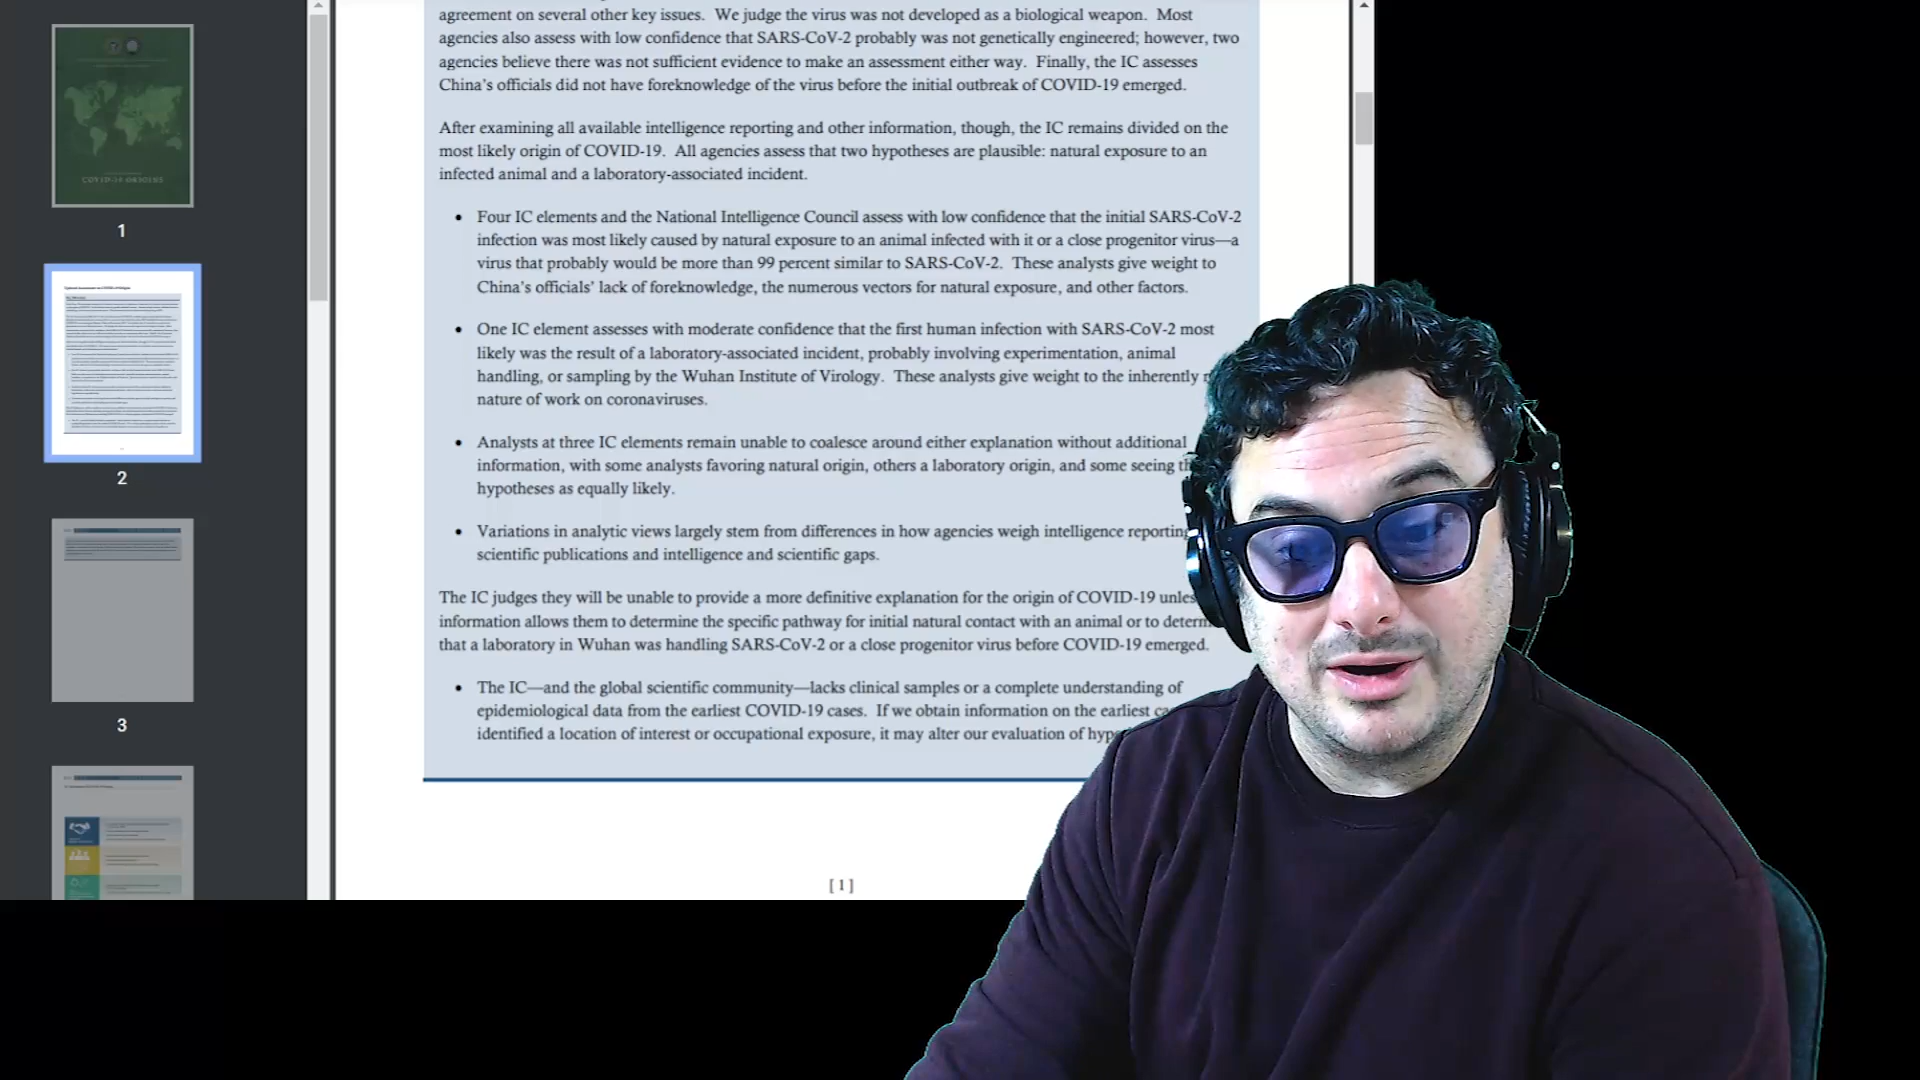 COVID-19 ORIGINS
1
2
3
agreement on several other key issues.  We judge the virus was not developed as a biological weapon.  Most
agencies also assess with low confidence that SARS-CoV-2 probably was not genetically engineered; however, two
agencies believe there was not sufficient evidence to make an assessment either way.  Finally, the IC assesses
China's officials did not have foreknowledge of the virus before the initial outbreak of COVID-19 emerged.
After examining all available intelligence reporting and other information, though, the IC remains divided on the
most likely origin of COVID-19.  All agencies assess that two hypotheses are plausible: natural exposure to an
infected animal and a laboratory-associated incident.
• Four IC elements and the National Intelligence Council assess with low confidence that the initial SARS-CoV-2
infection was most likely caused by natural exposure to an animal infected with it or a close progenitor virus—a
virus that probably would be more than 99 percent similar to SARS-CoV-2.  These analysts give weight to
China's officials' lack of foreknowledge, the numerous vectors for natural exposure, and other factors.
• One IC element assesses with moderate confidence that the first human infection with SARS-CoV-2 most
likely was the result of a laboratory-associated incident, probably involving experimentation, animal
handling, or sampling by the Wuhan Institute of Virology.  These analysts give weight to the inherently
nature of work on coronaviruses.
• Analysts at three IC elements remain unable to coalesce around either explanation without additional
information, with some analysts favoring natural origin, others a laboratory origin, and some seeing
hypotheses as equally likely.
• Variations in analytic views largely stem from differences in how agencies weigh intelligence reporting
scientific publications and intelligence and scientific gaps.
The IC judges they will be unable to provide a more definitive explanation for the origin of COVID-19
information allows them to determine the specific pathway for initial natural contact with an animal or to
that a laboratory in Wuhan was handling SARS-CoV-2 or a close progenitor virus before COVID-19 emerged.
• The IC—and the global scientific community—lacks clinical samples or a complete understanding of
epidemiological data from the earliest COVID-19 cases.  If we obtain information on the earliest
identified a location of interest or occupational exposure, it may alter our evaluation of
[ 1 ]